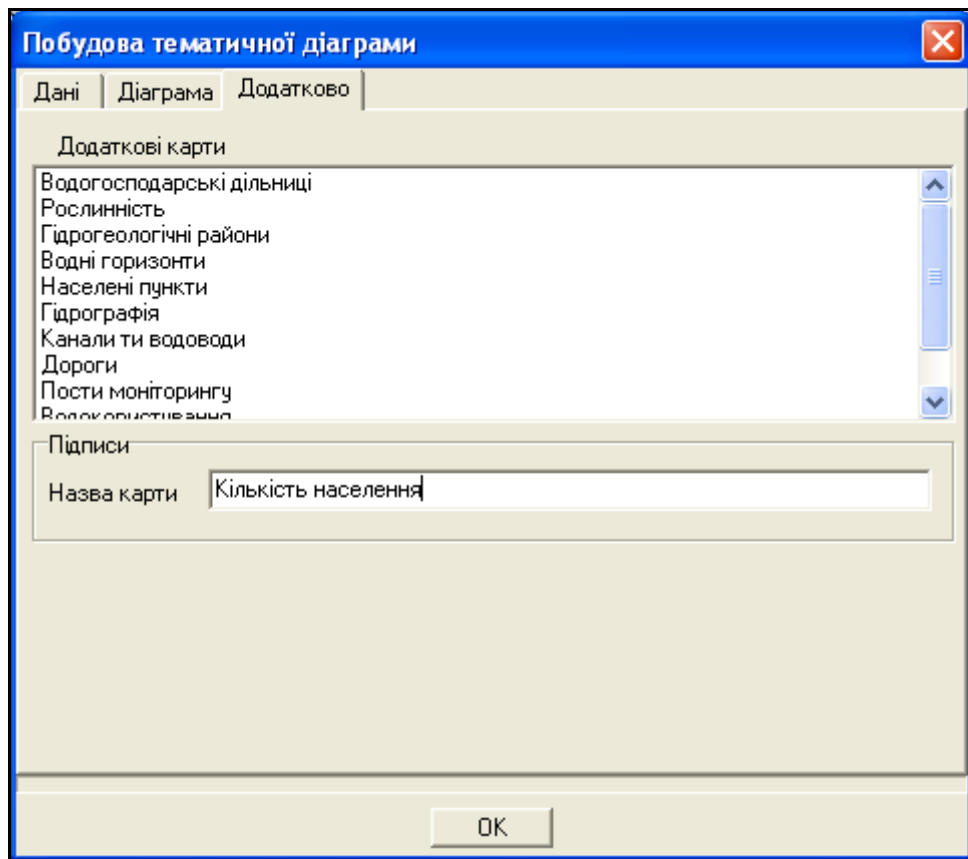 Побудова тематичної діаграми
Дані Діаграма Додатково
Додаткові карти
Водогосподарські дільниці
Рослинність
Гідрогеологічні райони
Водні горизонти
Населені пункти
Гідрографія
Канали ти водоводи
Дороги
Пости моніторингу
Водокористування
Підписи
Назва карти Кількість населення
OK